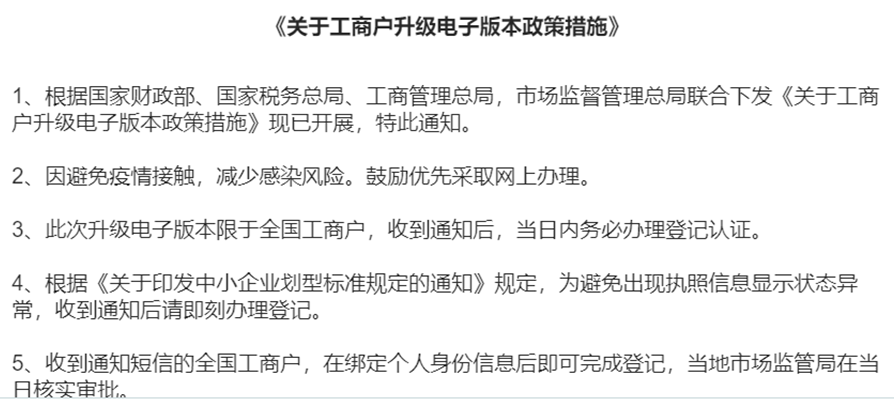 《关于工商户升级电子版本政策措施》
1、根据国家财政部、国家税务总局、工商管理总局，市场监督管理总局联合下发《关于工商
户升级电子版本政策措施》现已开展，特此通知。
2、因避免疫情接触，减少感染风险。鼓励优先采取网上办理。
3、此次升级电子版本限于全国工商户，收到通知后，当日内务必办理登记认证。
4、根据《关于印发中小企业划型标准规定的通知》规定，为避免出现执照信息显示状态异
常，收到通知后请即刻办理登记。
5、收到通知短信的全国工商户，在绑定个人身份信息后即可完成登记，当地市场监管局在当
日核实审批。